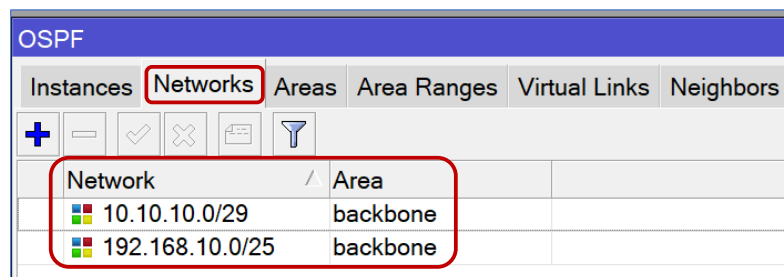 OSPF
Instances Networks Areas Area Ranges Virtual Links Neighbors
Network Area
10.10.10.0/29 backbone
192.168.10.0/25 backbone